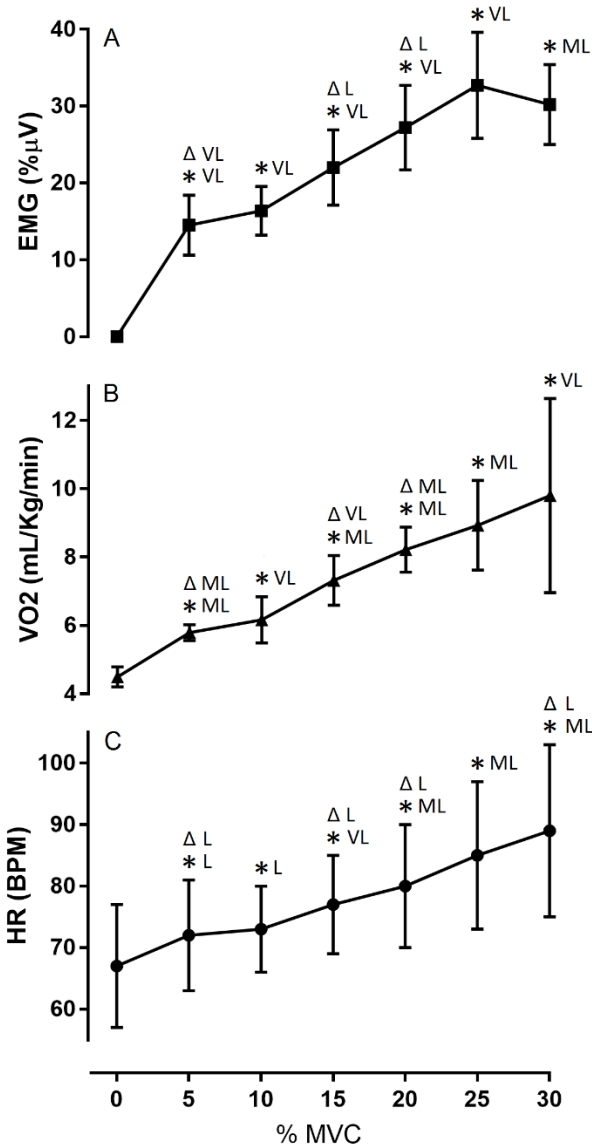 A
EMG (%μV)
40
30
20
10
0
Δ VL
* VL
* VL
Δ L
* VL
Δ L
* VL
* VL
* ML
B
VO2 (mL/Kg/min)
12
10
8
6
4
Δ ML
* ML
* VL
Δ VL
* ML
Δ ML
* ML
* ML
* VL
C
HR (BPM)
100
90
80
70
60
Δ L
* L
* L
Δ L
* VL
Δ L
* ML
* ML
Δ L
* ML
0 5 10 15 20 25 30
% MVC